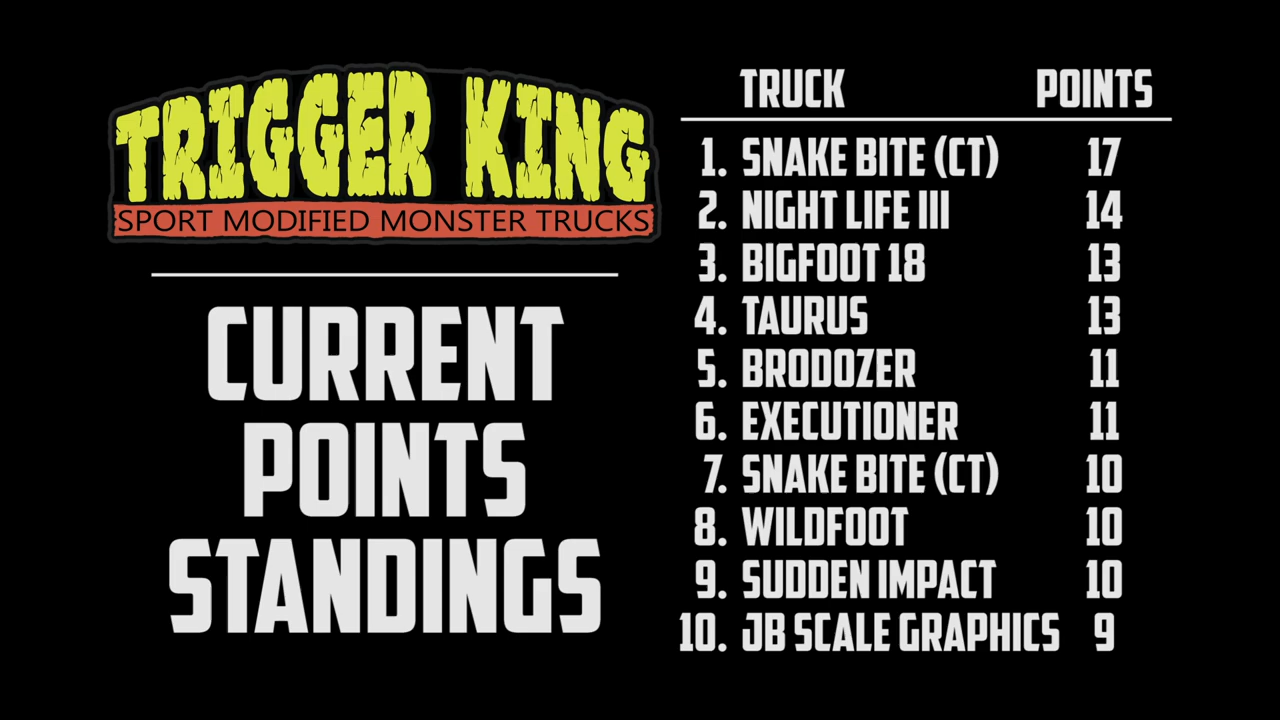 TRIGGER KING
SPORT MODIFIED MONSTER TRUCKS
CURRENT
POINTS
STANDINGS
TRUCK POINTS
1. SNAKE BITE (CT) 17
2. NIGHT LIFE III 14
3. BIGFOOT 18 13
4. TAURUS 13
5. BRODOZER 11
6. EXECUTIONER 11
7. SNAKE BITE (CT) 10
8. WILDFOOT 10
9. SUDDEN IMPACT 10
10. JB SCALE GRAPHICS 9